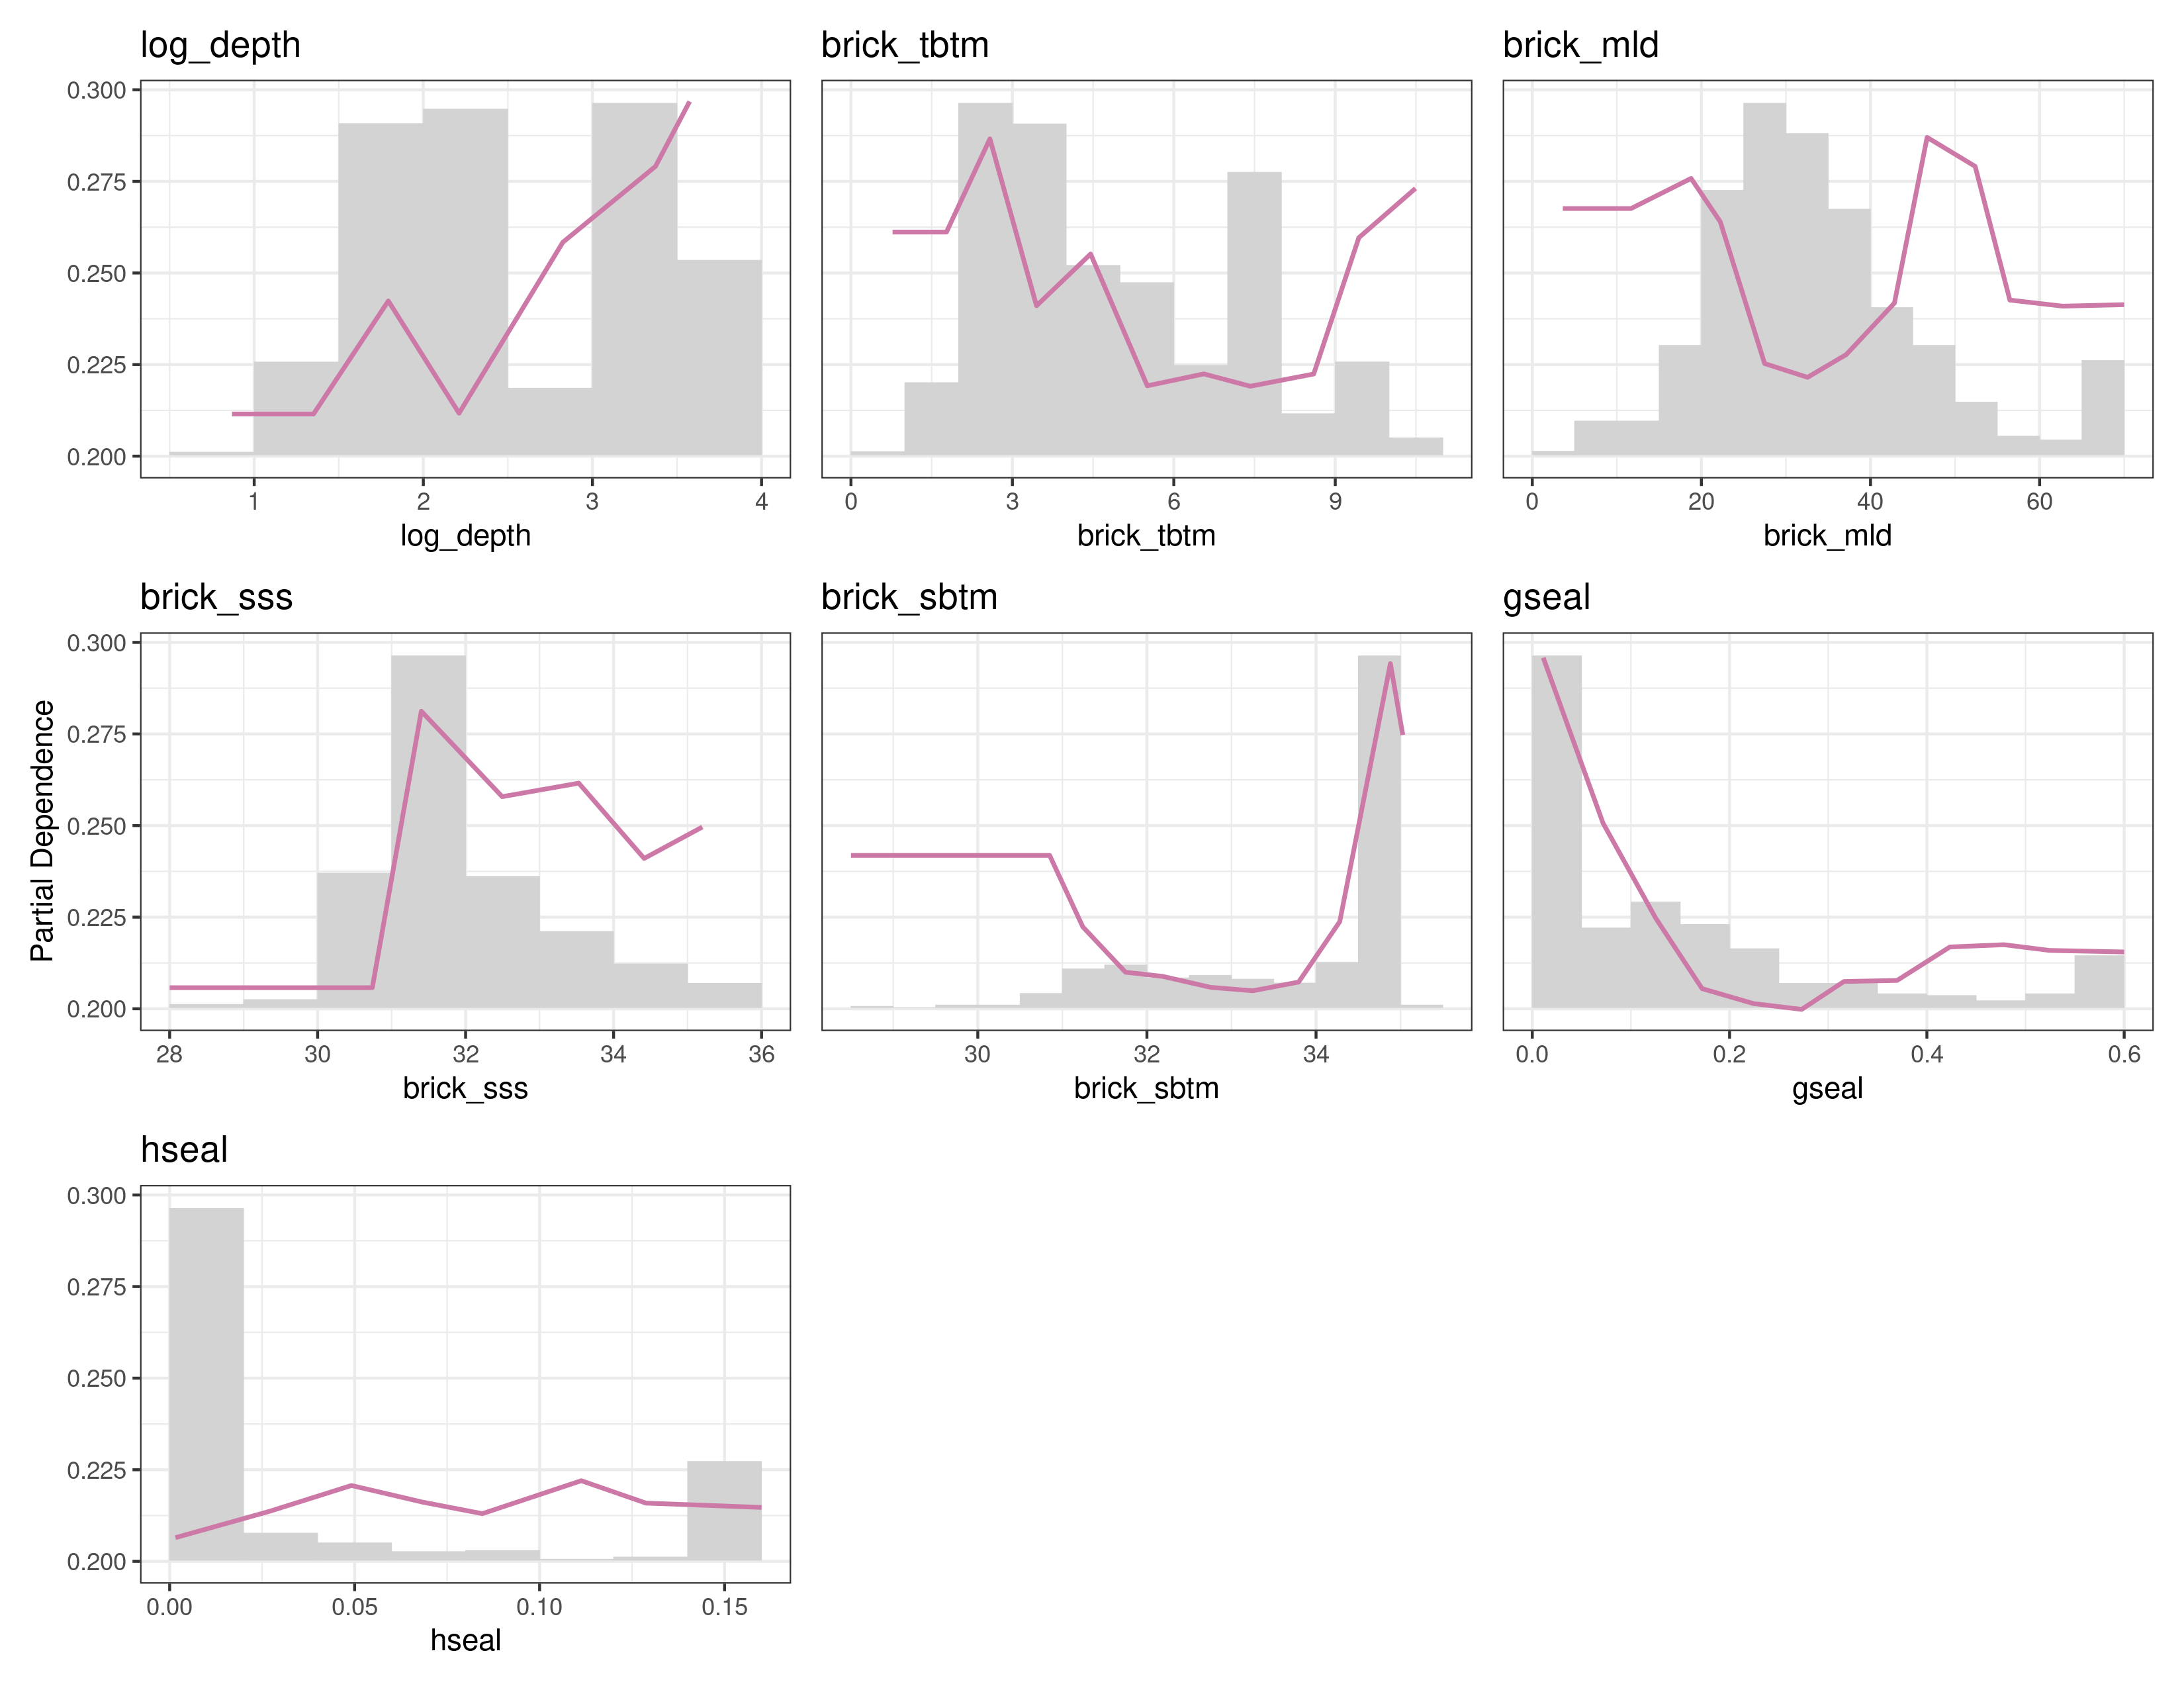 log_depth
brick_tbtm
brick_mld
0.300
0.275
0.250
0.225
0.200
1 2 3 4
0 3 6 9
0 20 40 60
log_depth
brick_tbtm
brick_mld
brick_sss
brick_sbtm
gseal
Partial Dependence
0.300
0.275
0.250
0.225
0.200
28 30 32 34 36
30 32 34
0.0 0.2 0.4 0.6
brick_sss
brick_sbtm
gseal
hseal
0.300
0.275
0.250
0.225
0.200
0.00 0.05 0.10 0.15
hseal